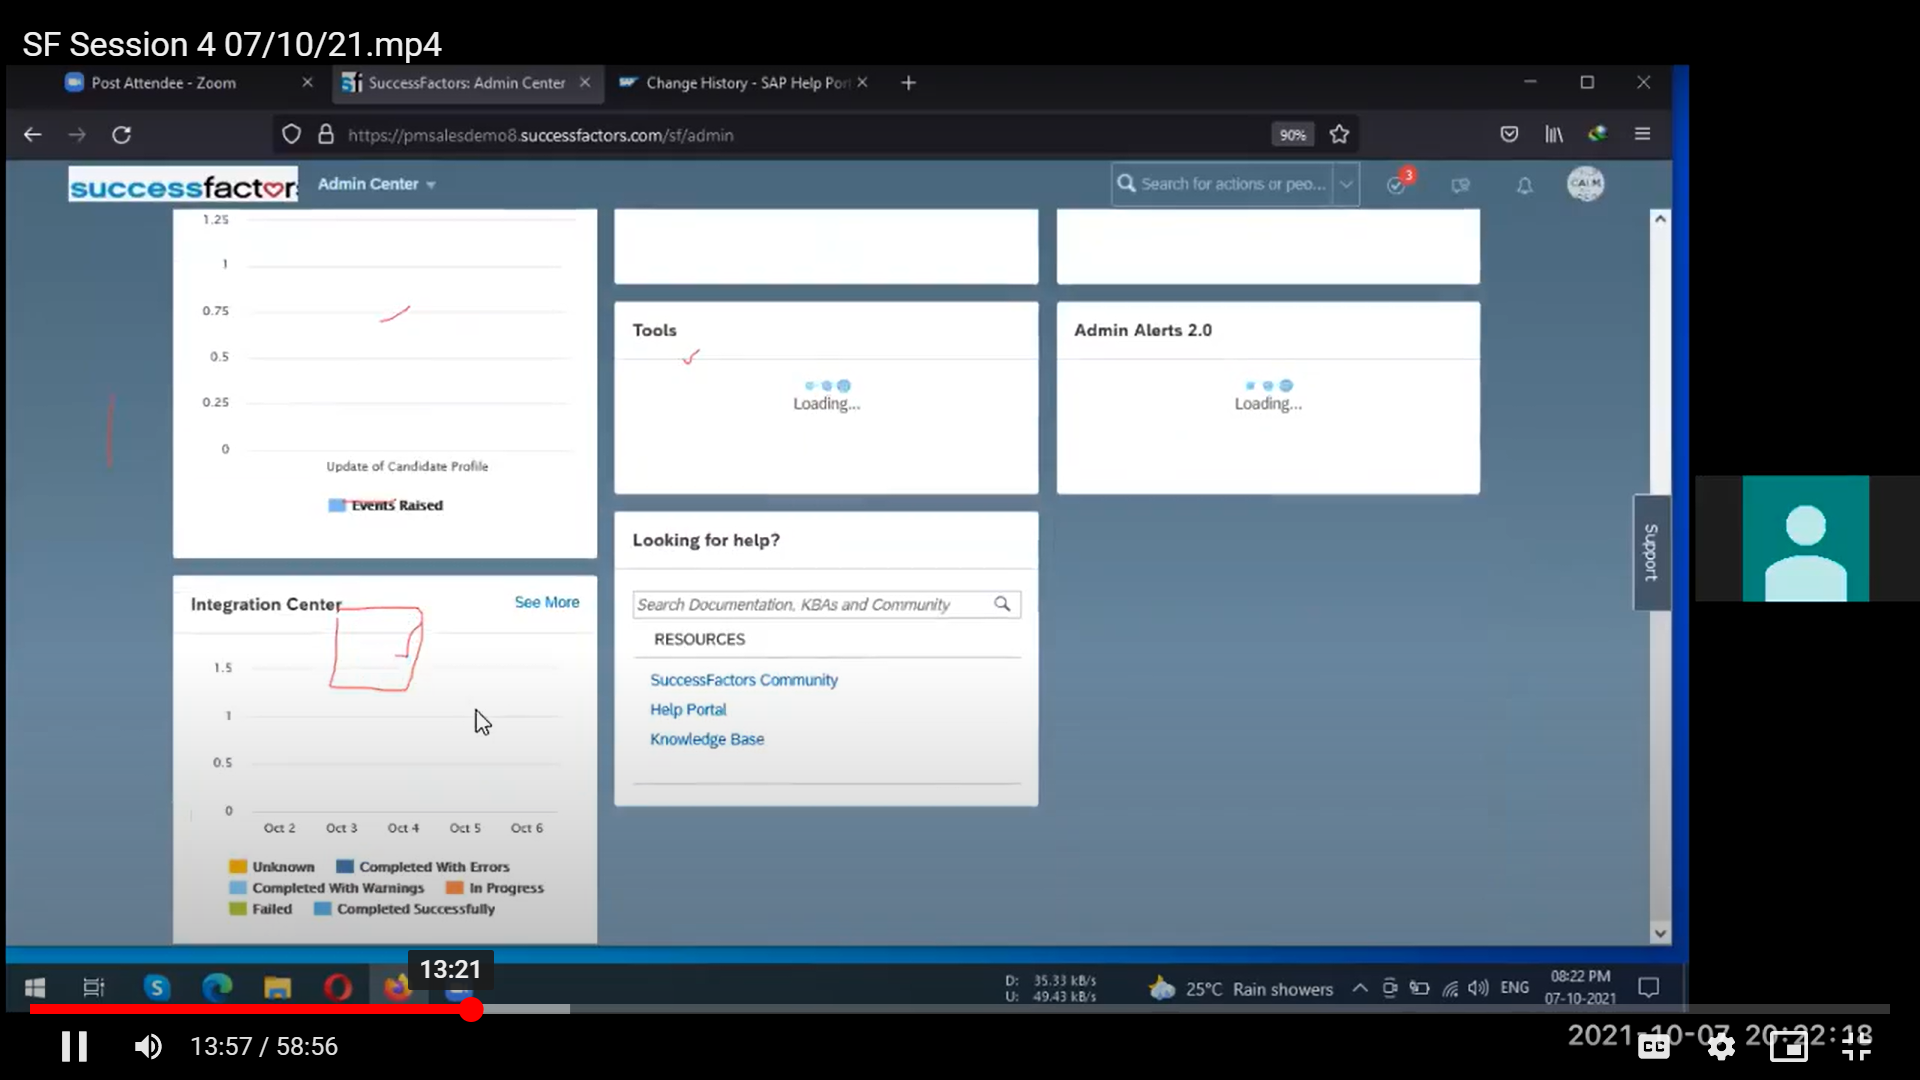 SF Session 4 07/10/21.mp4
Post Attendee - Zoom
SuccessFactors: Admin Center
Change History - SAP Help Por
https://pmsalesdemo8.successfactors.com/sf/admin
90%
successfactors
Admin Center
Search for actions or peo...
3
CALM
1.25
1
0.75
0.5
0.25
0
Update of Candidate Profile
Events Raised
Tools
Loading...
Admin Alerts 2.0
Loading...
Integration Center
See More
1.5
1
0.5
0
Oct 2 Oct 3 Oct 4 Oct 5 Oct 6
Unknown Completed With Errors
Completed With Warnings In Progress
Failed Completed Successfully
Looking for help?
Search Documentation, KBAs and Community
RESOURCES
SuccessFactors Community
Help Portal
Knowledge Base
Support
13:21
D: 35.33 kB/s
U: 49.43 kB/s
25°C Rain showers
ENG
08:22 PM
07-10-2021
13:57 / 58:56
2021-10-07 20:22:18
CC